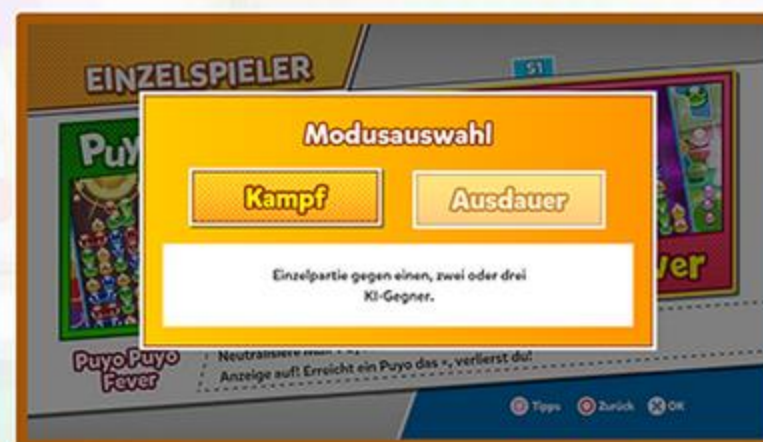 EINZELSPIELER
S1
Modusauswahl
Kampf
Ausdauer
Einzelpartie gegen einen, zwei oder drei
KI-Gegner.
Puyo Puyo
Fever
Neutralisiere
Anzeige auf! Erreicht ein Puyo das ×, verlierst du!
Tipps Zurück OK